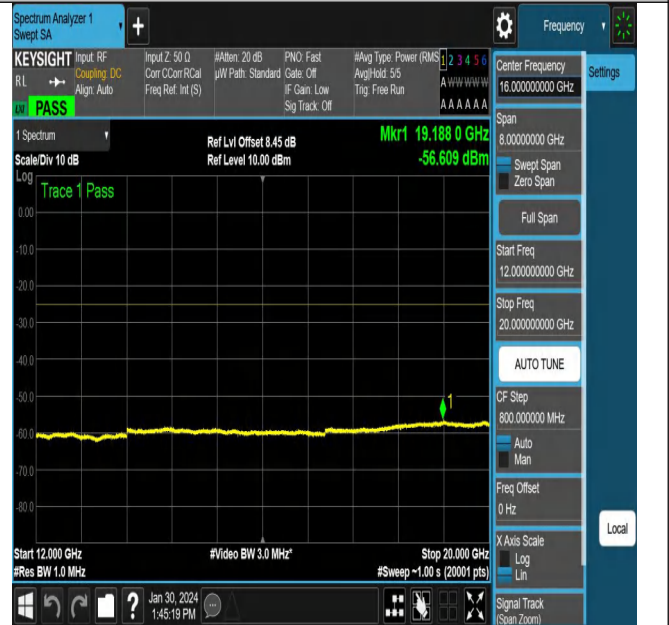 Spectrum Analyzer 1
Swept SA
Frequency
KEYSIGHT
RL
PASS
Input: RF
Coupling: DC
Align: Auto
Input Z: 50 Ω
Corr CCorr RCal
Freq Ref: Int (S)
#Atten: 20 dB
µW Path: Standard
PNO: Fast
Gate: Off
IF Gain: Low
Sig Track: Off
#Avg Type: Power (RMS
Avg|Hold: 5/5
Trig: Free Run
1 2 3 4 5 6
A W W W W W
A A A A A A
1 Spectrum
Scale/Div 10 dB
Ref Lvl Offset 8.45 dB
Ref Level 10.00 dBm
Mkr1 19.188 0 GHz
-56.609 dBm
Log
Trace 1 Pass
0.00
-10.0
-20.0
-30.0
-40.0
-50.0
-60.0
-70.0
-80.0
1
Start 12.000 GHz
#Res BW 1.0 MHz
#Video BW 3.0 MHz*
Stop 20.000 GHz
#Sweep ~1.00 s (20001 pts)
Jan 30, 2024
1:45:19 PM
Center Frequency
16.000000000 GHz
Settings
Span
8.00000000 GHz
Swept Span
Zero Span
Full Span
Start Freq
12.000000000 GHz
Stop Freq
20.000000000 GHz
AUTO TUNE
CF Step
800.000000 MHz
Auto
Man
Freq Offset
0 Hz
X Axis Scale
Log
Lin
Local
Signal Track
(Span Zoom)